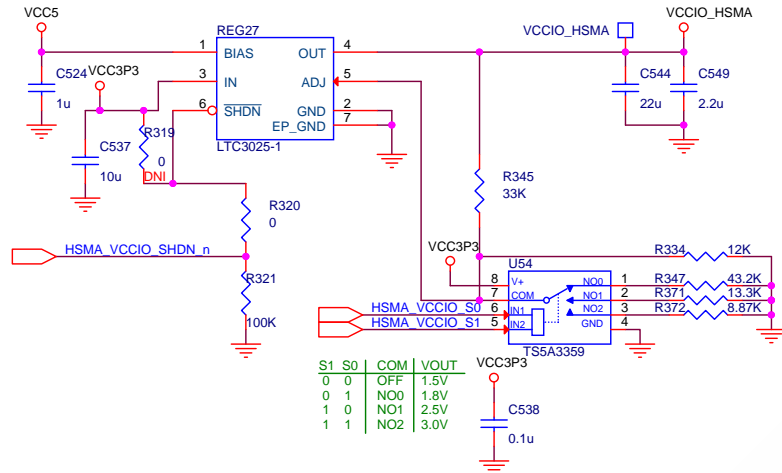 VCC5
REG27
VCCIO_HSMA
VCCIO_HSMA
1
BIAS
OUT
4
C524
1u
VCC3P3
3
IN
ADJ
5
C544
22u
C549
2.2u
6
SHDN
GND
2
EP_GND
7
LTC3025-1
C537
10u
R319
0
DNI
R345
33K
R320
0
HSMA_VCCIO_SHDN_n
VCC3P3
U54
R334
12K
R321
100K
8
V+
7
COM
NO0
1
R347
43.2K
HSMA_VCCIO_S0
6
IN1
NO1
2
R371
13.3K
HSMA_VCCIO_S1
5
IN2
NO2
3
R372
8.87K
GND
4
TS5A3359
S1 S0 COM VOUT
0 0 OFF 1.5V
0 1 NO0 1.8V
1 0 NO1 2.5V
1 1 NO2 3.0V
VCC3P3
C538
0.1u